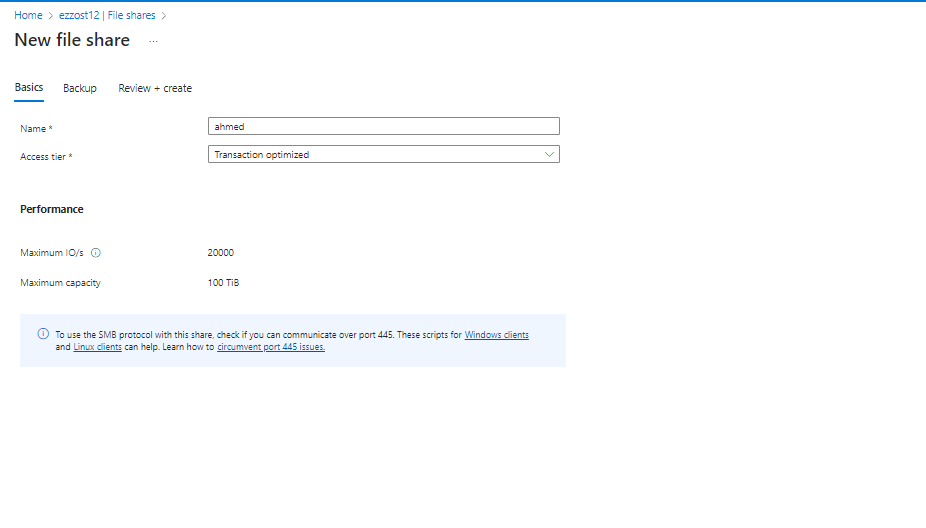 Home > ezzost12 | File shares >
New file share ...
Basics Backup Review + create
Name * ahmed
Access tier * Transaction optimized
Performance
Maximum IO/s 20000
Maximum capacity 100 TiB
To use the SMB protocol with this share, check if you can communicate over port 445. These scripts for Windows clients
and Linux clients can help. Learn how to circumvent port 445 issues.